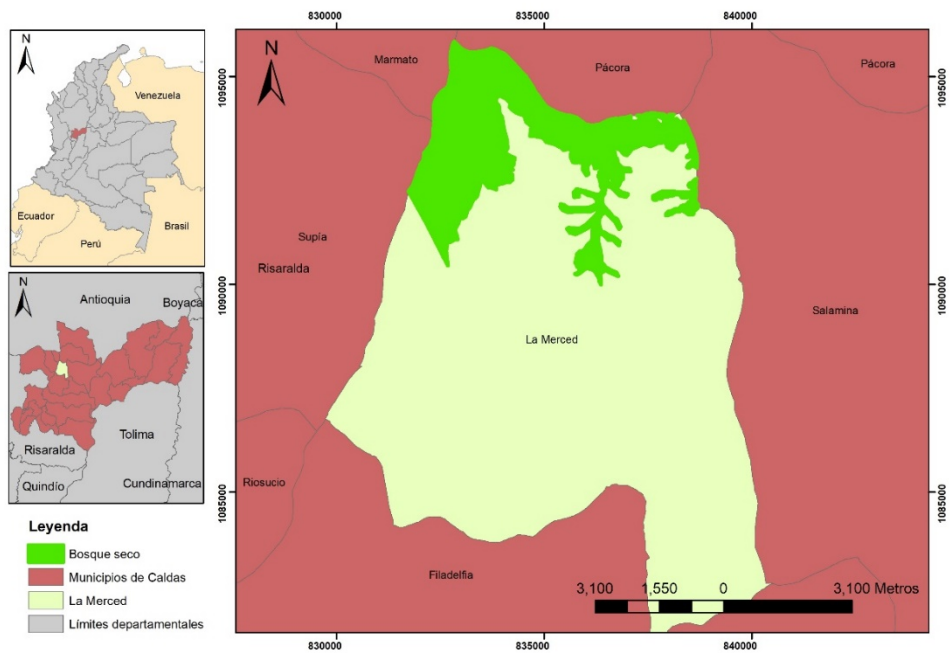 N
Venezuela
Ecuador
Perú
Brasil
N
Antioquia
Boyacá
Tolima
Risaralda
Quindío
Cundinamarca
Leyenda
Bosque seco
Municipios de Caldas
La Merced
Límites departamentales
830000
835000
840000
N
Marmato
Pácora
Pácora
1095000
1095000
Supía
Risaralda
1090000
1090000
Salamina
La Merced
Riosucio
1085000
1085000
Filadelfia
3,100
1,550
0
3,100 Metros
830000
835000
840000